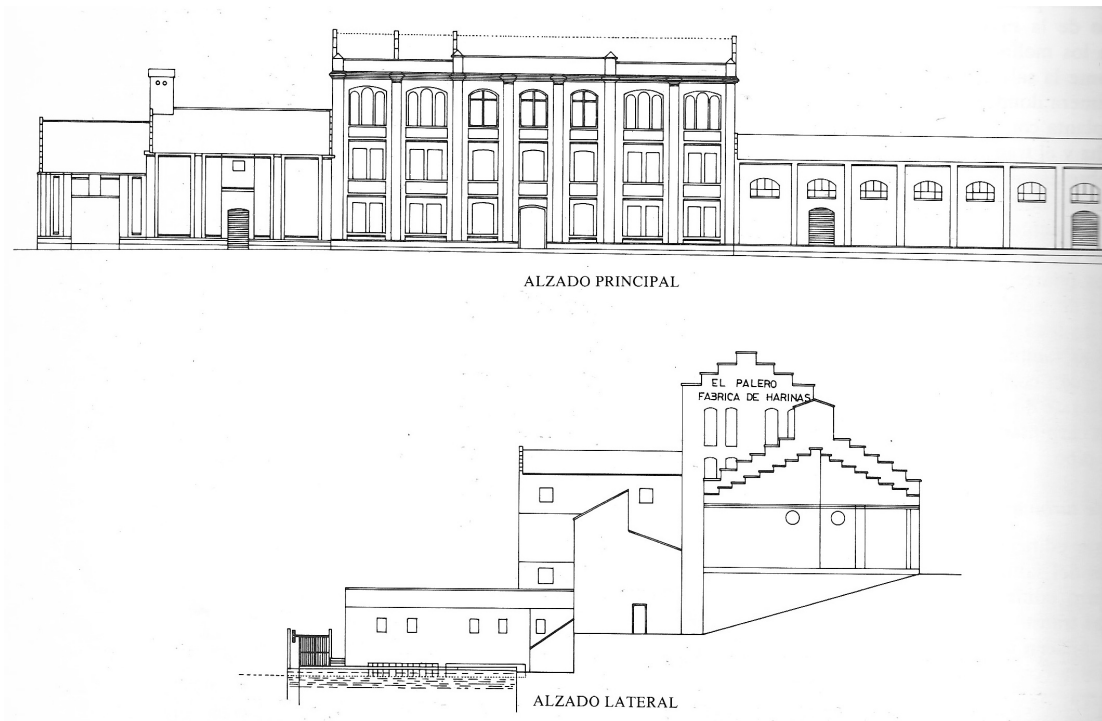 ALZADO PRINCIPAL
EL PALERO
FABRICA DE HARINAS
ALZADO LATERAL